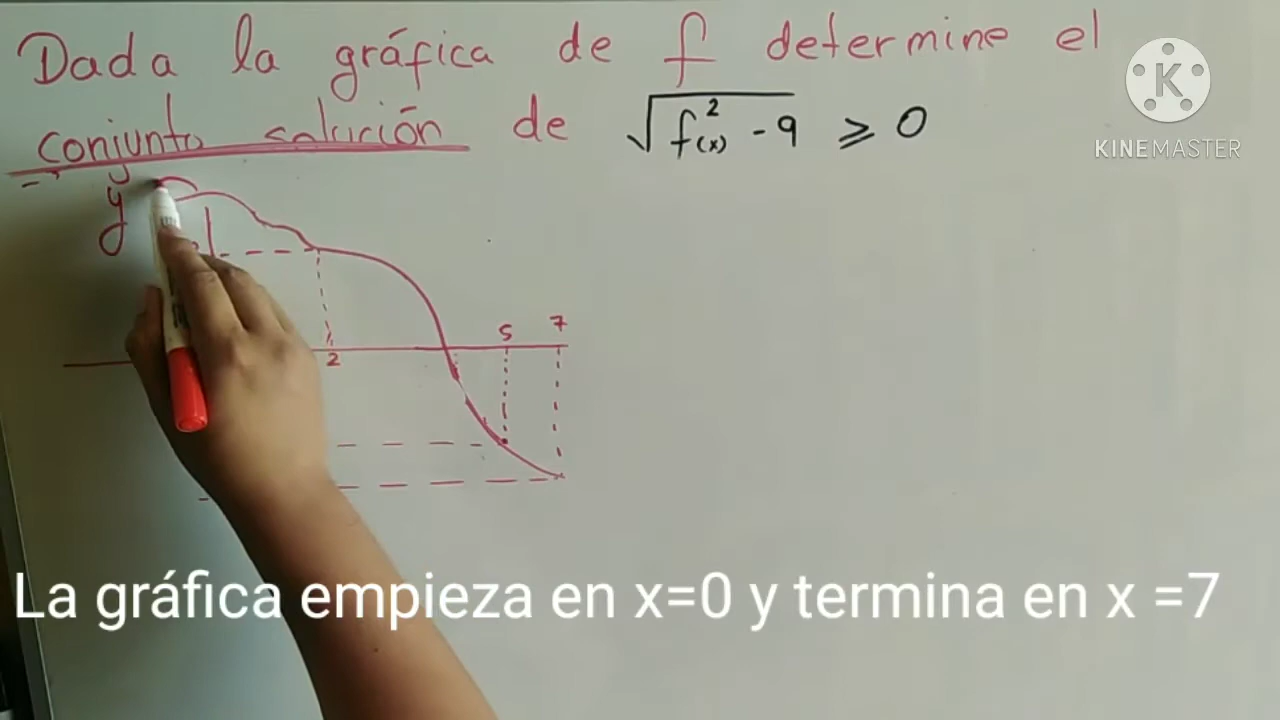 Dada la gráfica de f determine el
conjunto solución de √f²(x) - 9 ⩾ 0
K
KINEMASTER
y
5 7
2
La gráfica empieza en x=0 y termina en x =7